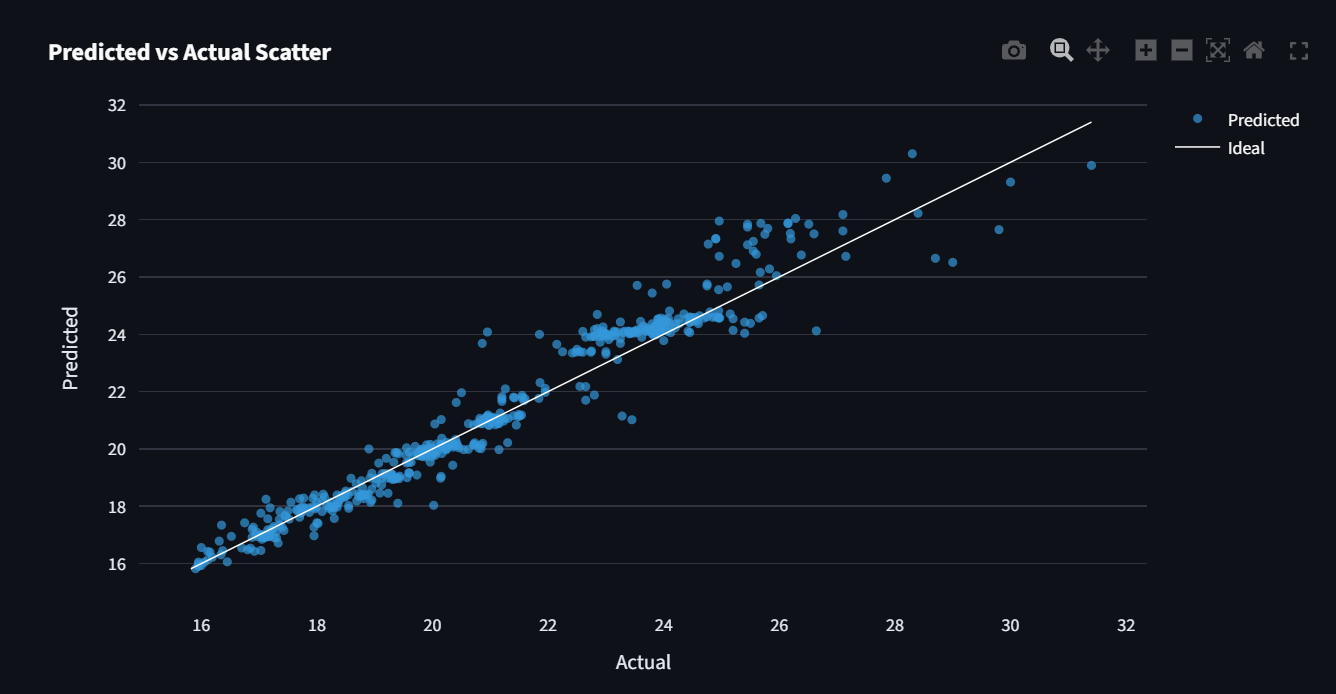 Predicted vs Actual Scatter
32
30
28
26
24
22
20
18
16
Predicted
16 18 20 22 24 26 28 30 32
Actual
Predicted
Ideal